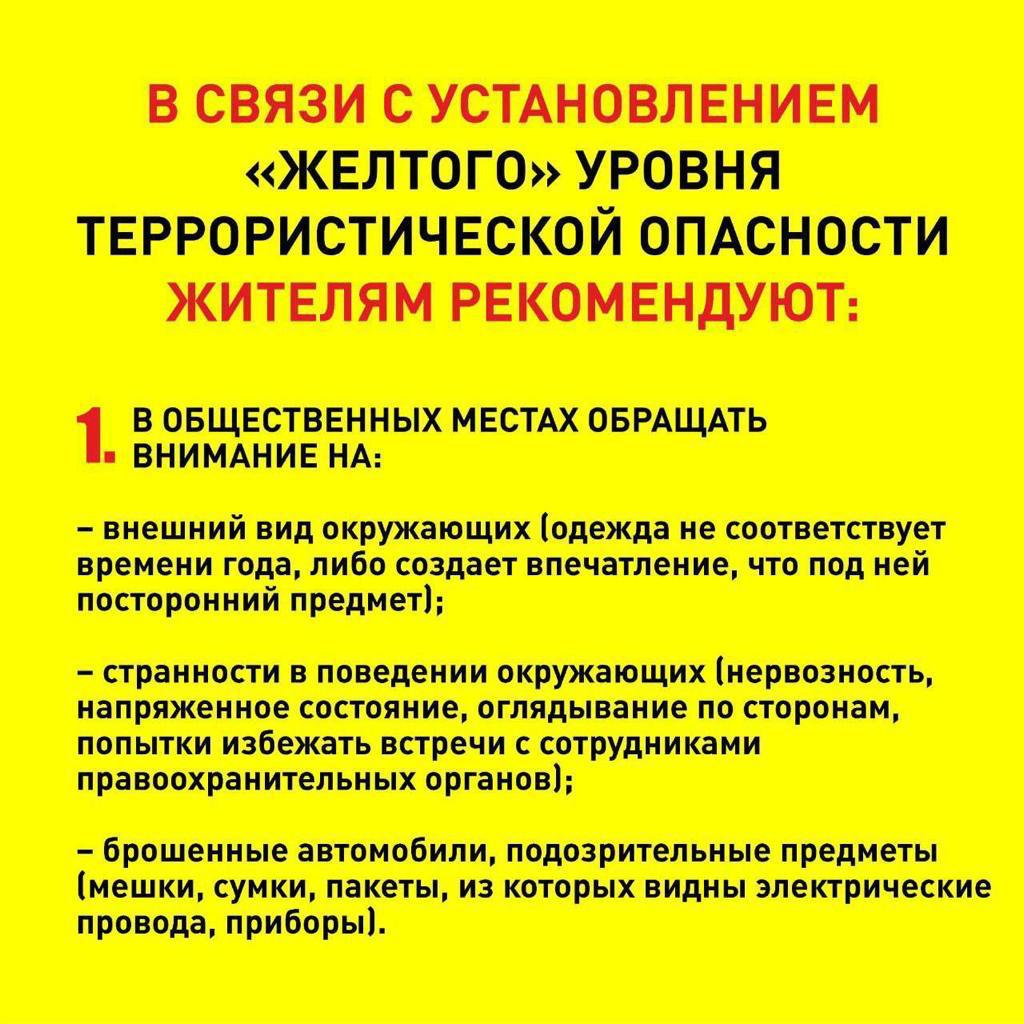 В СВЯЗИ С УСТАНОВЛЕНИЕМ
«ЖЕЛТОГО» УРОВНЯ
ТЕРРОРИСТИЧЕСКОЙ ОПАСНОСТИ
ЖИТЕЛЯМ РЕКОМЕНДУЮТ:
1. В ОБЩЕСТВЕННЫХ МЕСТАХ ОБРАЩАТЬ
ВНИМАНИЕ НА:
– внешний вид окружающих (одежда не соответствует
времени года, либо создает впечатление, что под ней
посторонний предмет);
– странности в поведении окружающих (нервозность,
напряженное состояние, оглядывание по сторонам,
попытки избежать встречи с сотрудниками
правоохранительных органов);
– брошенные автомобили, подозрительные предметы
(мешки, сумки, пакеты, из которых видны электрические
провода, приборы).